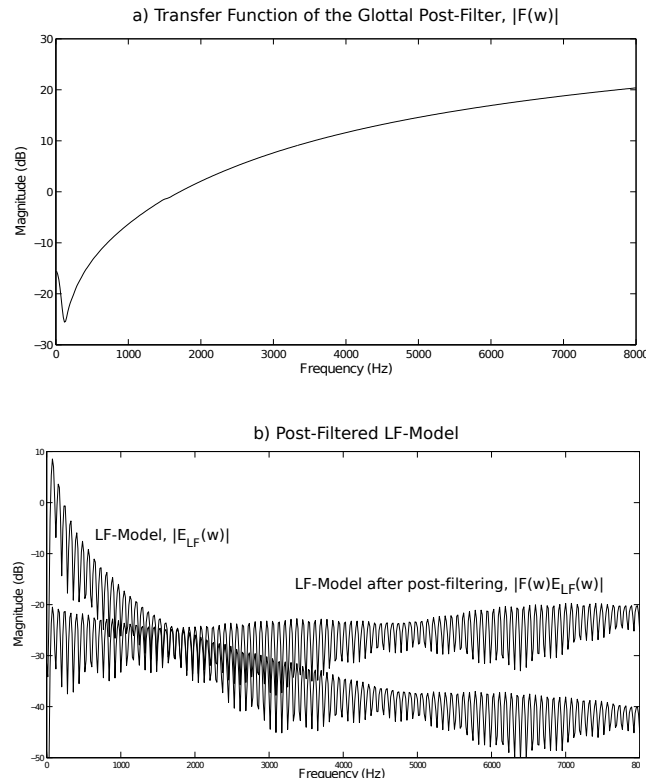 a) Transfer Function of the Glottal Post-Filter, |F(w)|
30
20
10
0
−10
−20
−30
Magnitude (dB)
0 1000 2000 3000 4000 5000 6000 7000 8000
Frequency (Hz)
b) Post-Filtered LF-Model
10
0
−10
−20
−30
−40
−50
Magnitude (dB)
LF-Model, |E_LF(w)|
LF-Model after post-filtering, |F(w)E_LF(w)|
0 1000 2000 3000 4000 5000 6000 7000 8000
Frequency (Hz)